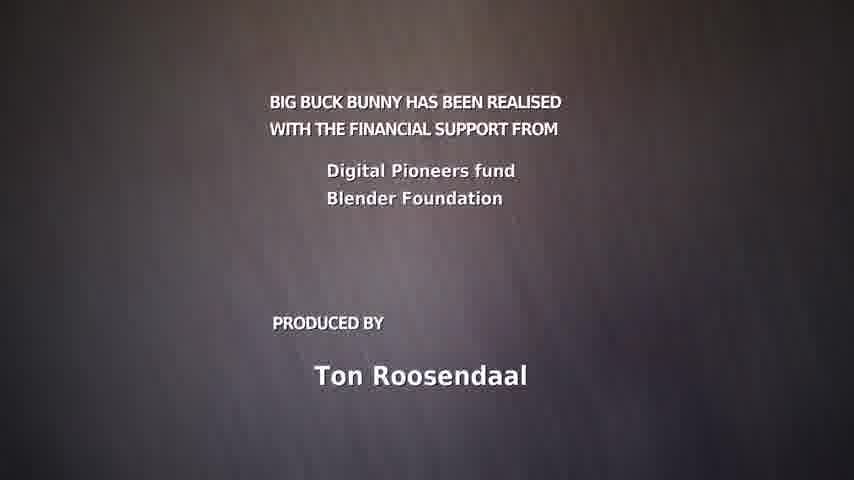 BIG BUCK BUNNY HAS BEEN REALISED
WITH THE FINANCIAL SUPPORT FROM
Digital Pioneers fund
Blender Foundation
PRODUCED BY
Ton Roosendaal